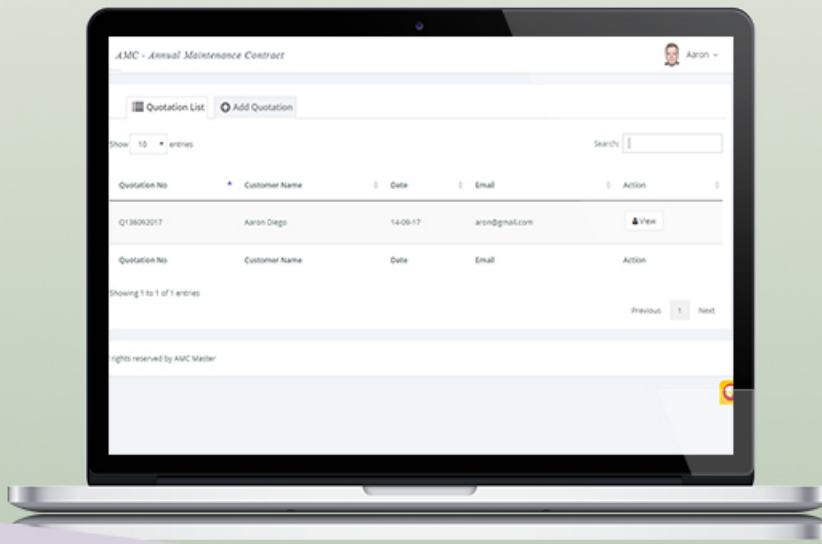 AMC - Annual Maintenance Contract
Aaron
Quotation List
Add Quotation
Show 10 entries
Search:
Quotation No Customer Name Date Email Action
Q136092017 Aaron Diego 14-09-17 aron@gmail.com View
Quotation No Customer Name Date Email Action
Showing 1 to 1 of 1 entries
Previous 1 Next
rights reserved by AMC Master